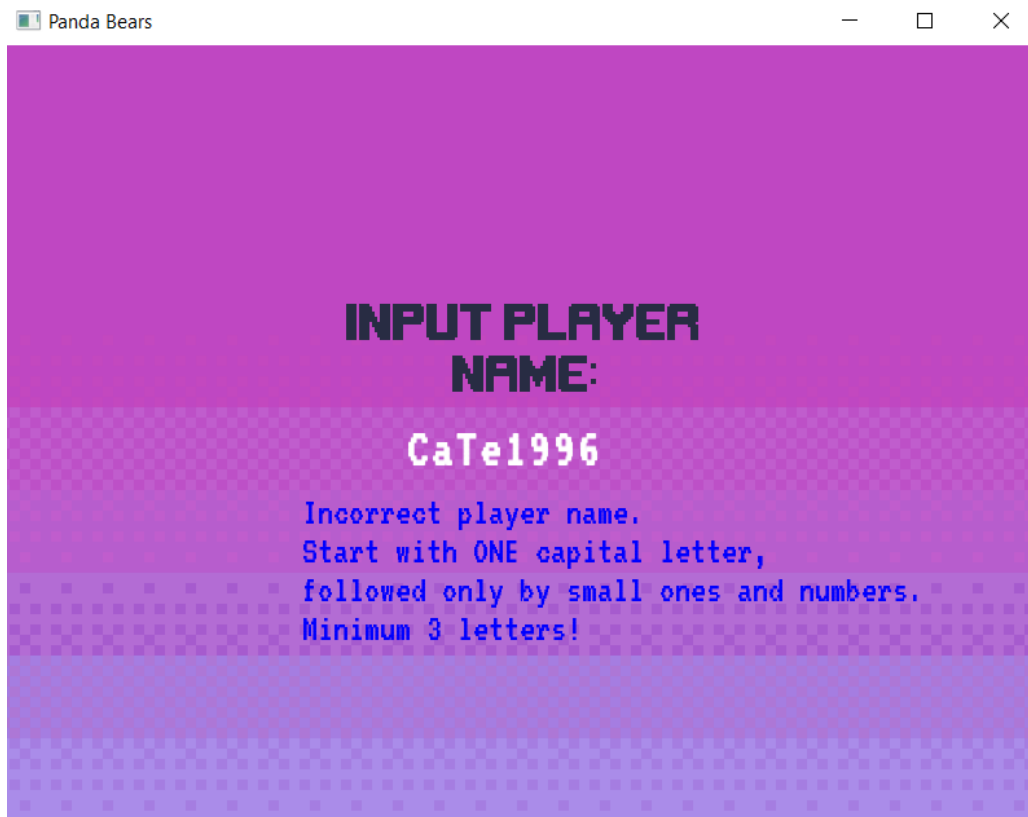 Panda Bears
INPUT PLAYER
NAME:
CaTe1996
Incorrect player name.
Start with ONE capital letter,
followed only by small ones and numbers.
Minimum 3 letters!